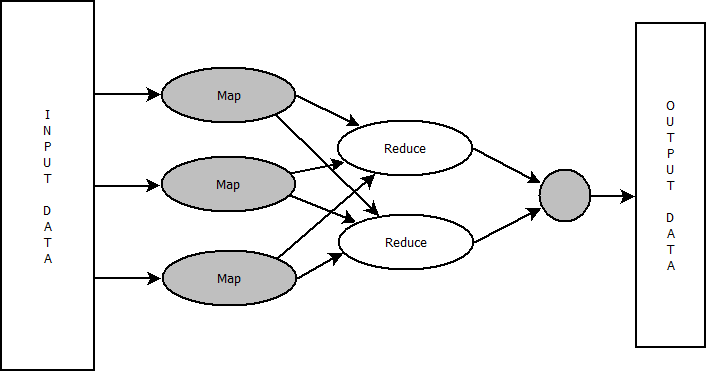 INPUT DATA
Map
Map
Map
Reduce
Reduce
OUTPUT DATA